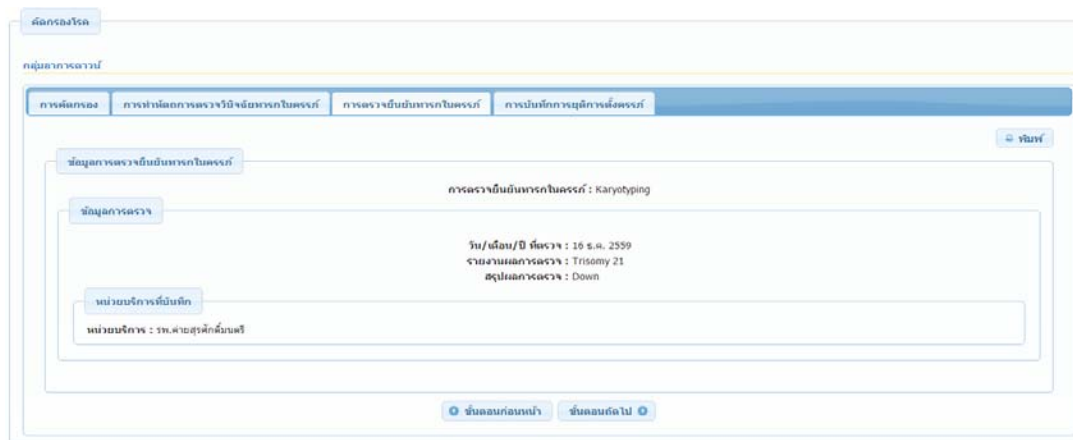 คัดกรองโรค
กลุ่มอาการดาวน์
การคัดกรอง
การทำหัตถการตรวจวินิจฉัยทารกในครรภ์
การตรวจยืนยันทารกในครรภ์
การบันทึกการยุติการตั้งครรภ์
พิมพ์
ข้อมูลการตรวจยืนยันทารกในครรภ์
การตรวจยืนยันทารกในครรภ์ : Karyotyping
ข้อมูลการตรวจ
วัน/เดือน/ปี ที่ตรวจ : 16 ธ.ค. 2559
รายงานผลการตรวจ : Trisomy 21
สรุปผลการตรวจ : Down
หน่วยบริการที่บันทึก
หน่วยบริการ : รพ.ค่ายสุรศักดิ์มนตรี
ขั้นตอนก่อนหน้า
ขั้นตอนถัดไป